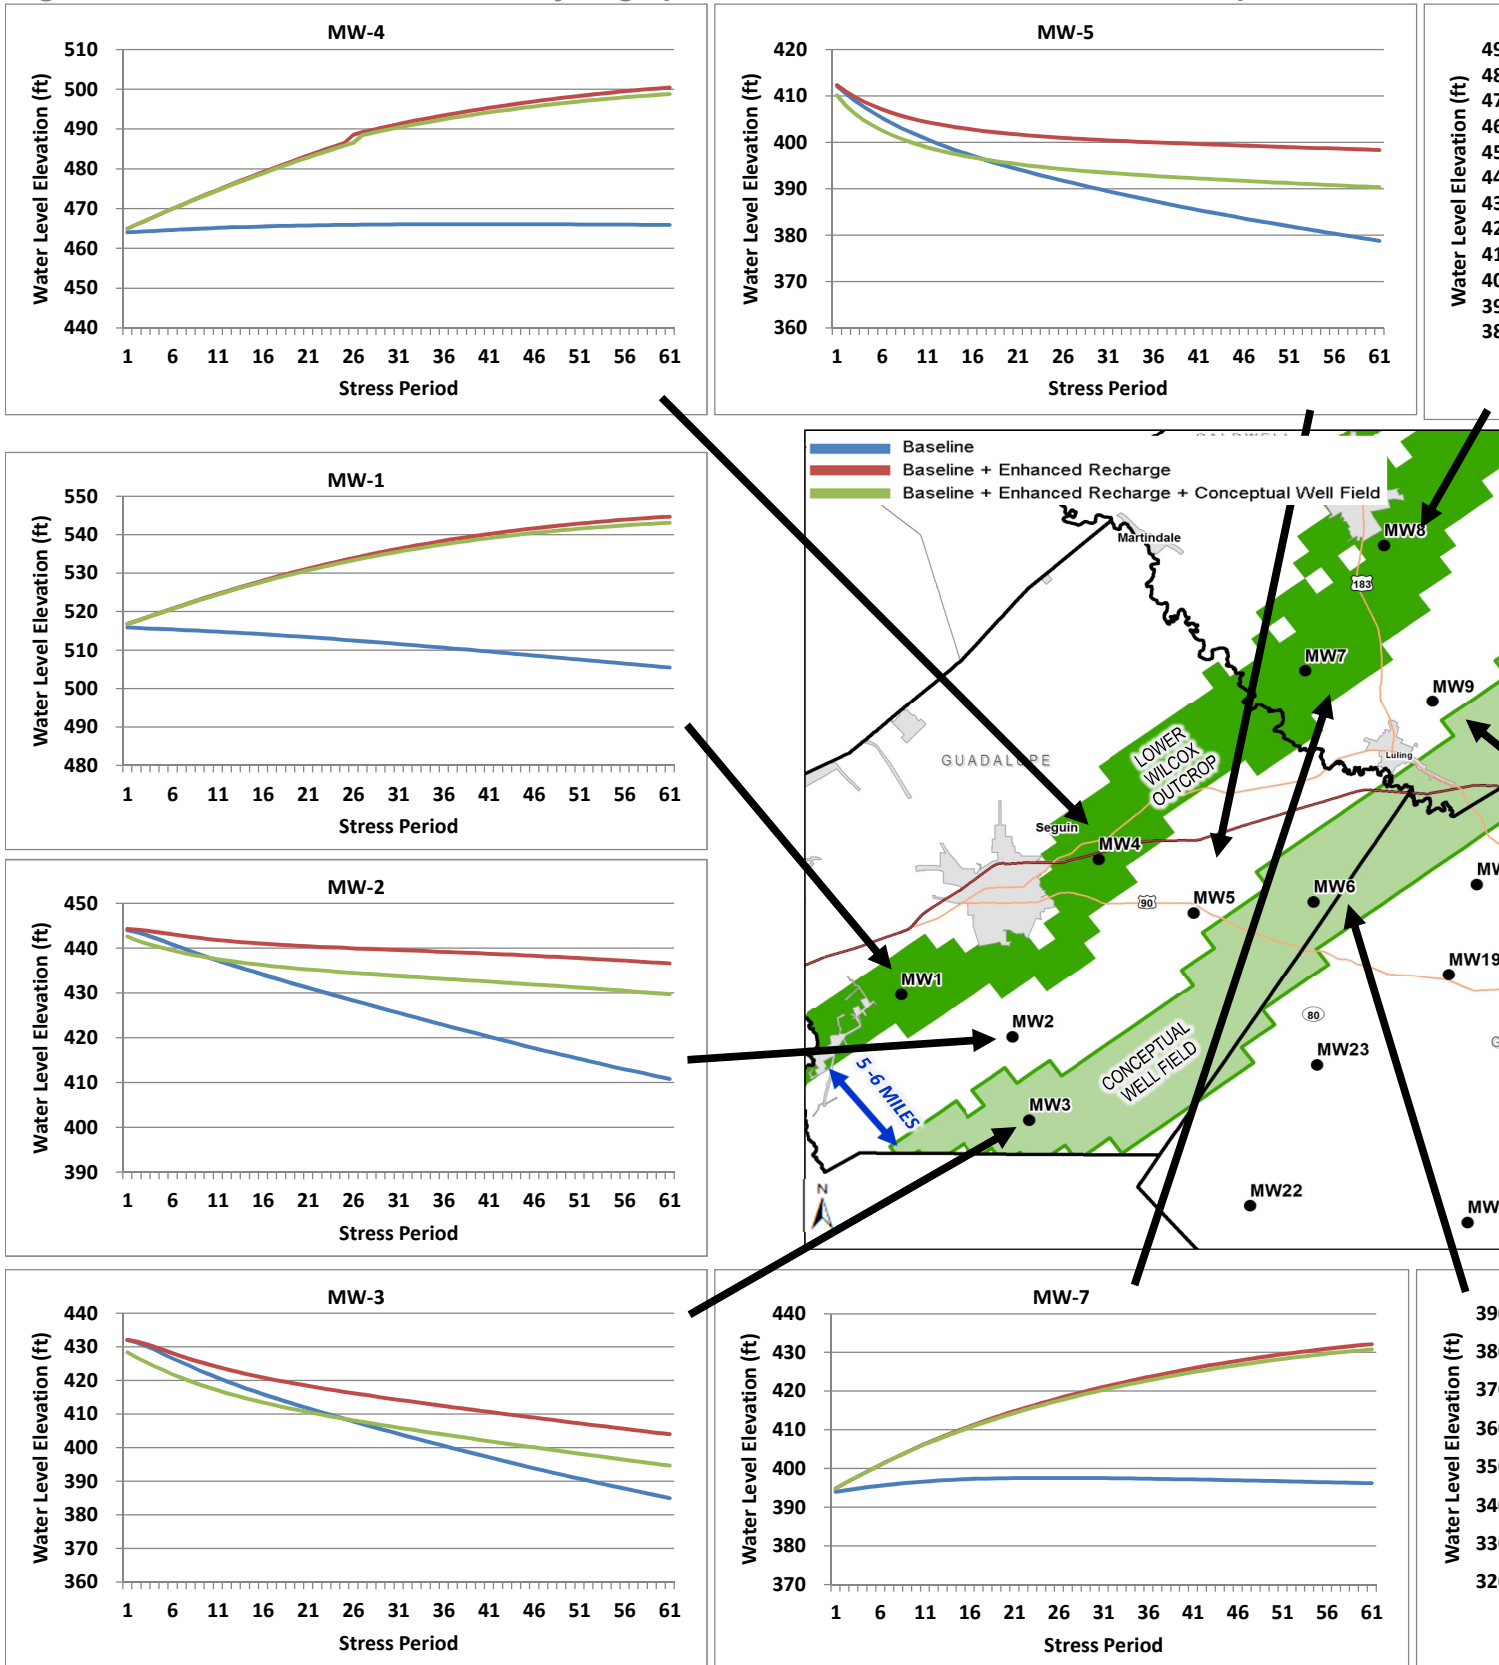 MW-4
Water Level Elevation (ft)
510
500
490
480
470
460
450
440
1 6 11 16 21 26 31 36 41 46 51 56 61
Stress Period
MW-5
Water Level Elevation (ft)
420
410
400
390
380
370
360
1 6 11 16 21 26 31 36 41 46 51 56 61
Stress Period
Water Level Elevation (ft)
MW-1
Water Level Elevation (ft)
550
540
530
520
510
500
490
480
1 6 11 16 21 26 31 36 41 46 51 56 61
Stress Period
MW-2
Water Level Elevation (ft)
450
440
430
420
410
400
390
1 6 11 16 21 26 31 36 41 46 51 56 61
Stress Period
Baseline
Baseline + Enhanced Recharge
Baseline + Enhanced Recharge + Conceptual Well Field
Martindale
MW8
183
MW7
MW9
GUADALUPE
LOWER
WILCOX
OUTCROP
Luling
Seguin
MW4
MW5
90
MW6
MW1
MW19
MW2
80
MW23
CONCEPTUAL
WELL FIELD
5 -6 MILES
MW3
N
MW22
MW-3
Water Level Elevation (ft)
440
430
420
410
400
390
380
370
360
1 6 11 16 21 26 31 36 41 46 51 56 61
Stress Period
MW-7
Water Level Elevation (ft)
440
430
420
410
400
390
380
370
1 6 11 16 21 26 31 36 41 46 51 56 61
Stress Period
Water Level Elevation (ft)